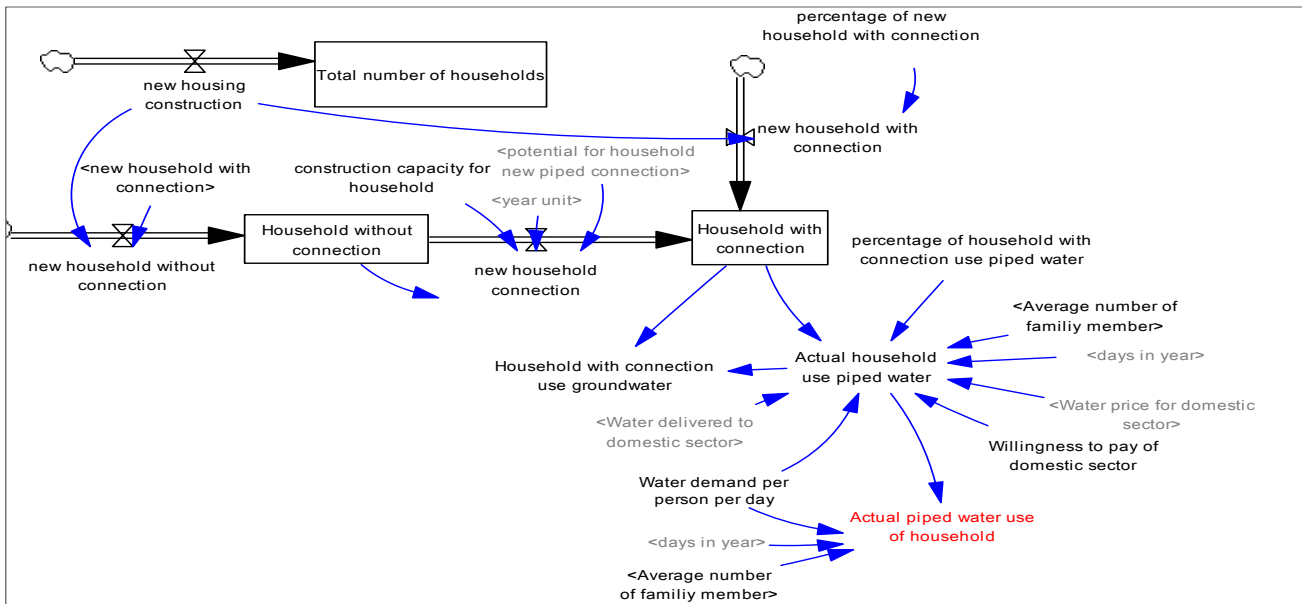 percentage of new
household with connection
Total number of households
new housing
construction
new household with
connection
<new household with
connection>
construction capacity for
household
<potential for household
new piped connection>
<year unit>
Household without
connection
Household with
connection
new household without
connection
new household
connection
percentage of household with
connection use piped water
<Average number of
familiy member>
<days in year>
Household with connection
use groundwater
Actual household
use piped water
<Water price for domestic
sector>
<Water delivered to
domestic sector>
Willingness to pay of
domestic sector
Water demand per
person per day
Actual piped water use
of household
<days in year>
<Average number
of familiy member>